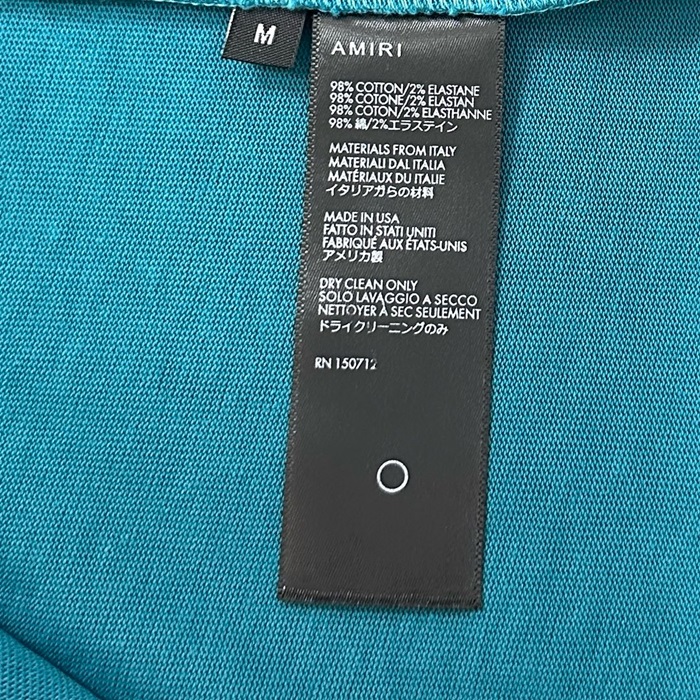 M
AMIRI
98% COTTON/2% ELASTANE
98% COTONE/2% ELASTAN
98% COTON/2% ELASTHANNE
98% 綿/2%エラステイン
MATERIALS FROM ITALY
MATERIALI DAL ITALIA
MATÉRIAUX DU ITALIE
イタリアガらの材料
MADE IN USA
FATTO IN STATI UNITI
FABRIQUÉ AUX ÉTATS-UNIS
アメリカ製
DRY CLEAN ONLY
SOLO LAVAGGIO A SECCO
NETTOYER À SEC SEULEMENT
ドライクリーニングのみ
RN 150712